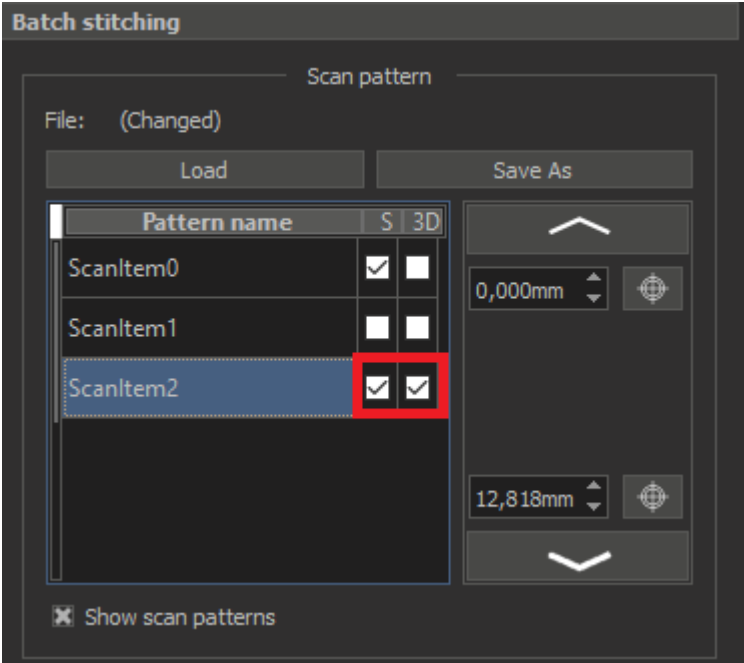 Batch stitching
Scan pattern
File: (Changed)
Load Save As
Pattern name S 3D
ScanItem0
0,000mm
ScanItem1
ScanItem2
12,818mm
Show scan patterns